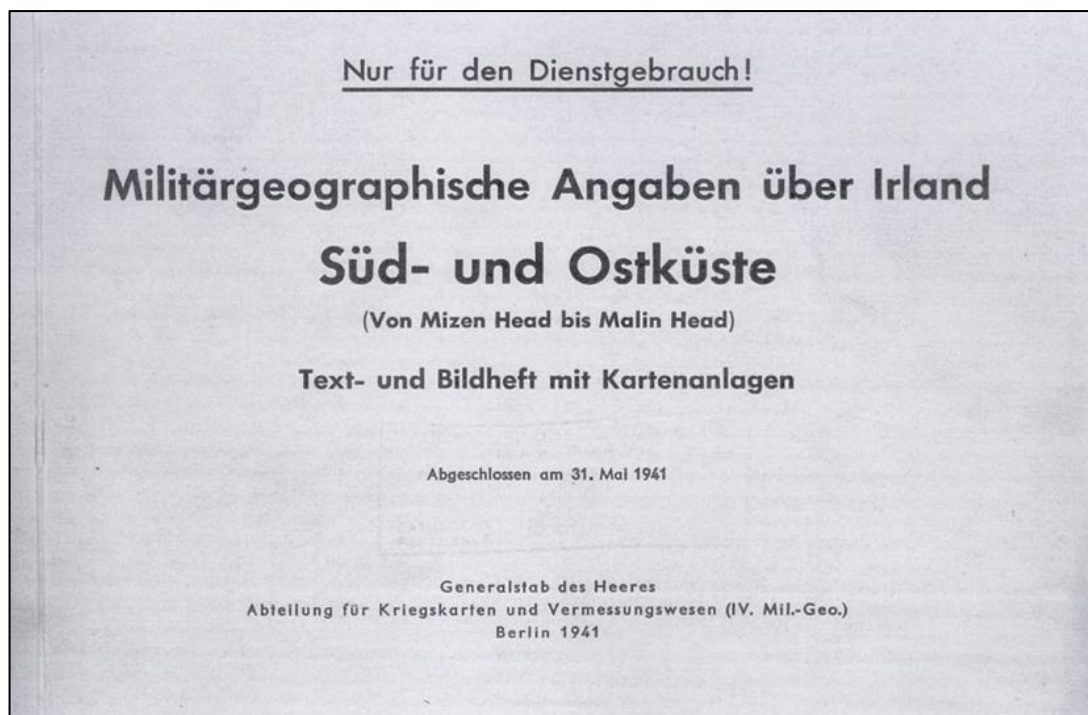 Nur für den Dienstgebrauch!
Militärgeographische Angaben über Irland
Süd- und Ostküste
(Von Mizen Head bis Malin Head)
Text- und Bildheft mit Kartenanlagen
Abgeschlossen am 31. Mai 1941
Generalstab des Heeres
Abteilung für Kriegskarten und Vermessungswesen (IV. Mil.-Geo.)
Berlin 1941